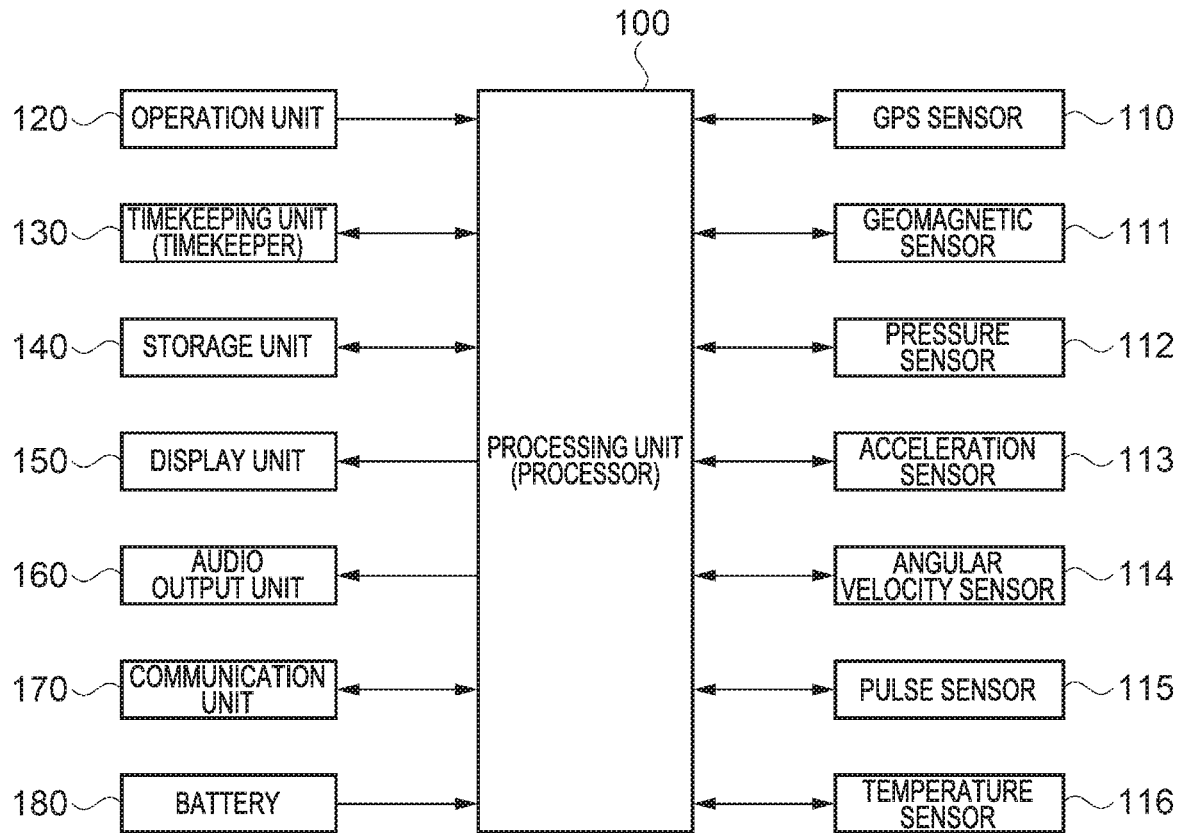 100
120
OPERATION UNIT
GPS SENSOR
110
130
TIMEKEEPING UNIT
(TIMEKEEPER)
GEOMAGNETIC
SENSOR
111
140
STORAGE UNIT
PRESSURE
SENSOR
112
150
DISPLAY UNIT
PROCESSING UNIT
(PROCESSOR)
ACCELERATION
SENSOR
113
160
AUDIO
OUTPUT UNIT
ANGULAR
VELOCITY SENSOR
114
170
COMMUNICATION
UNIT
PULSE SENSOR
115
180
BATTERY
TEMPERATURE
SENSOR
116